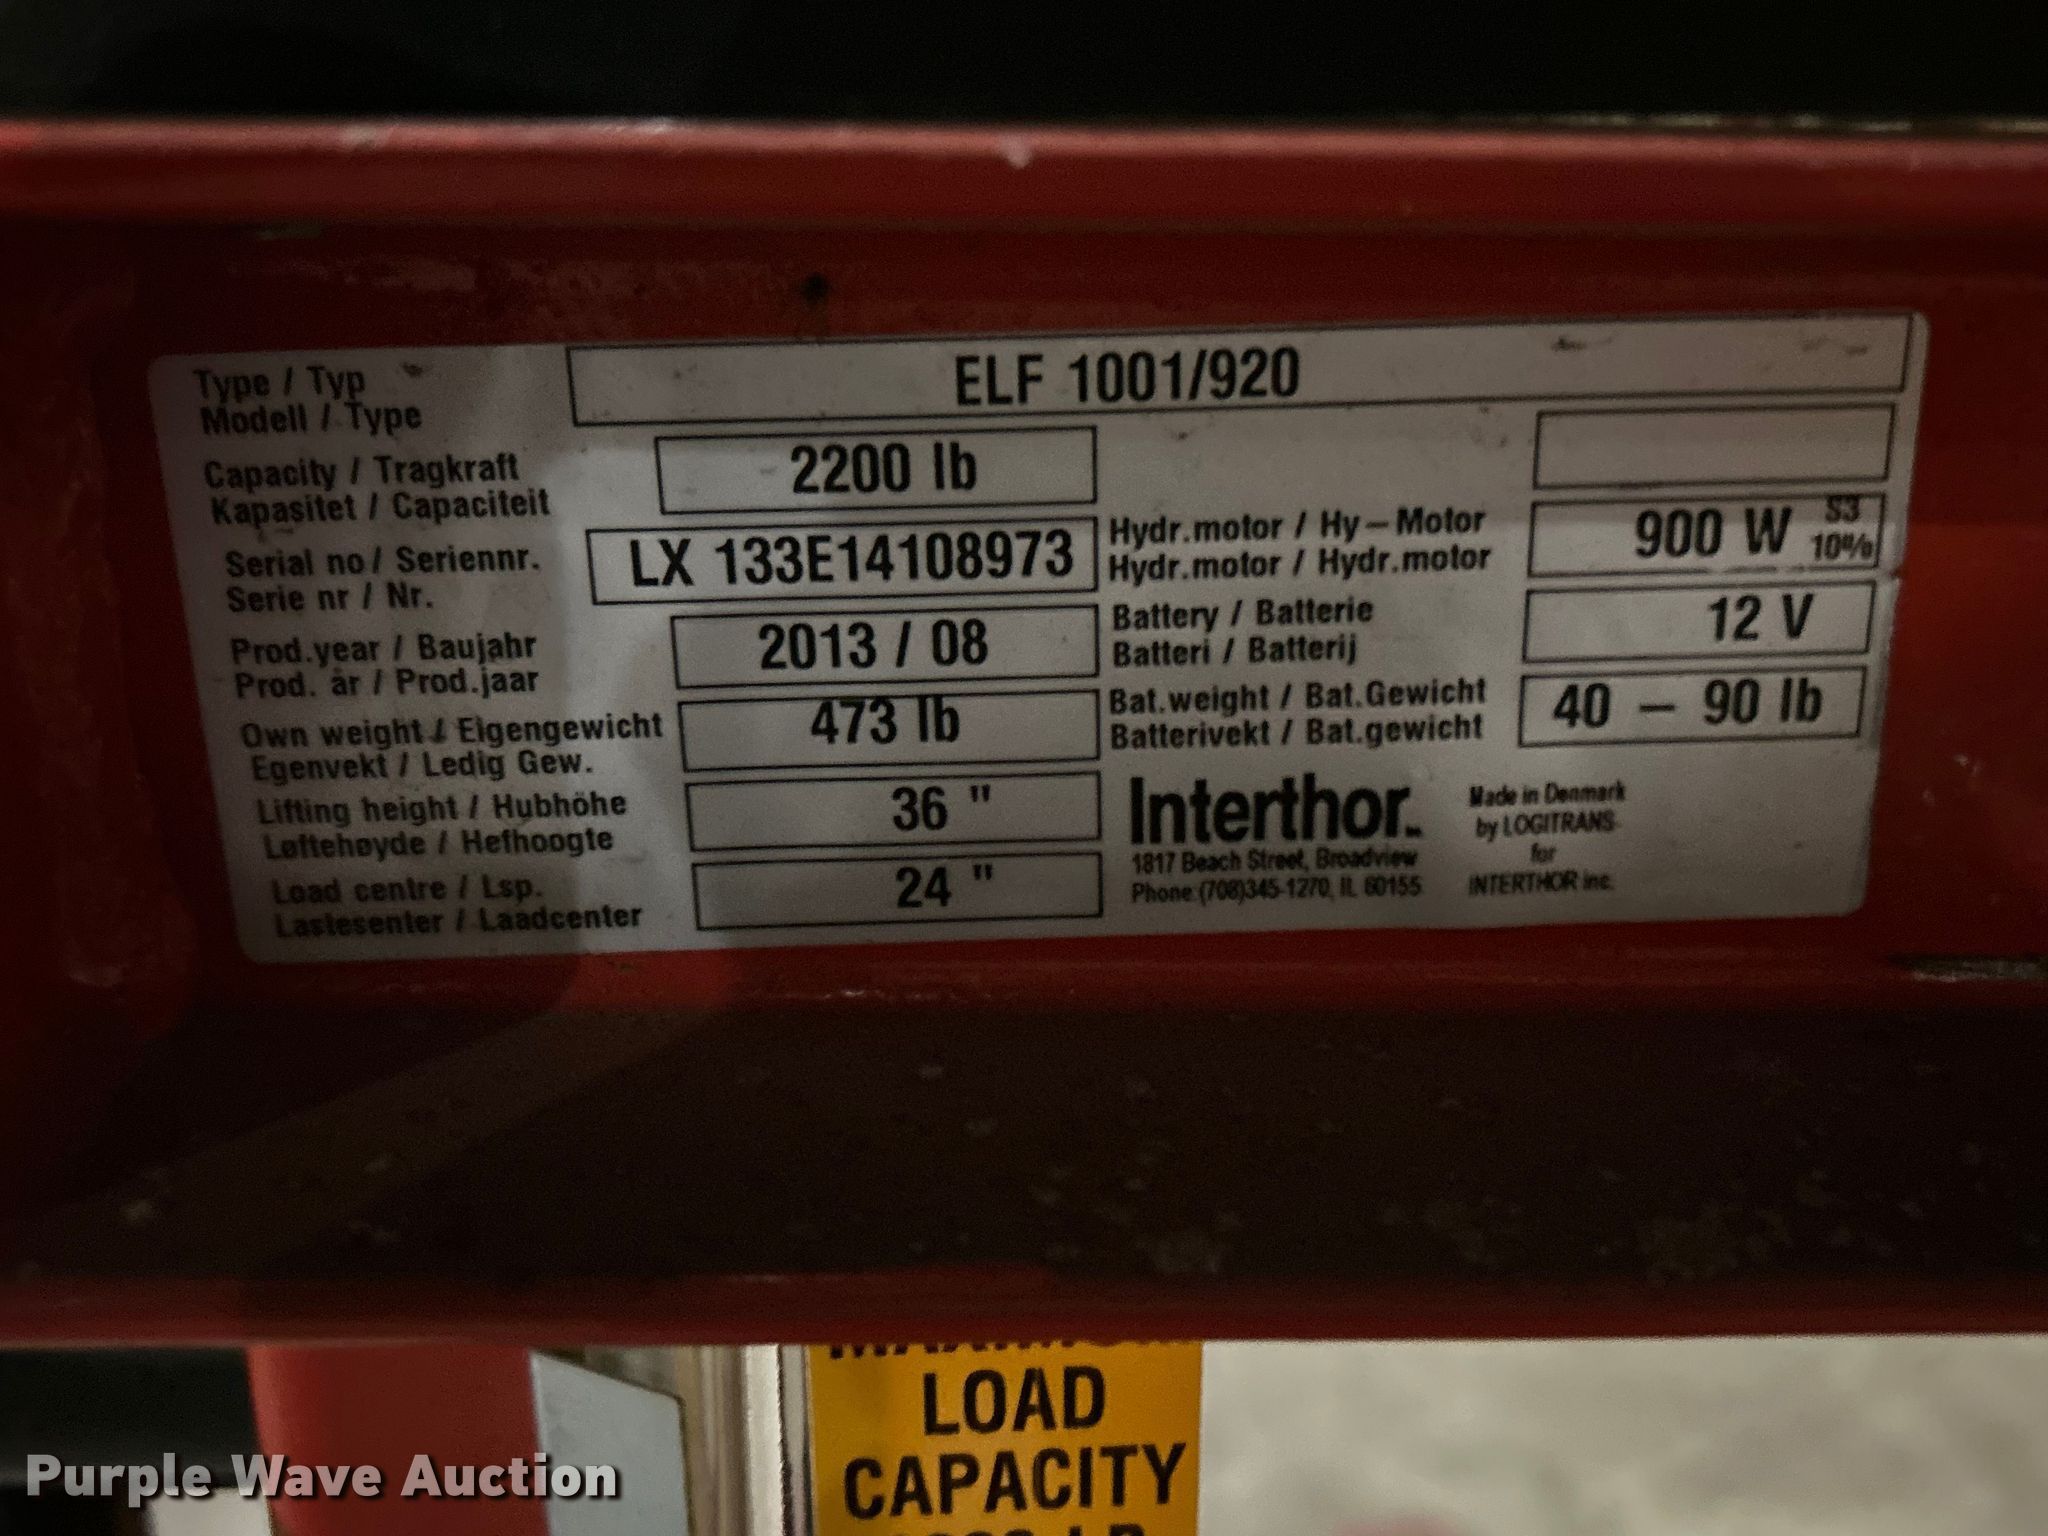 Type / Typ
Modell / Type
ELF 1001/920
Capacity / Tragkraft
Kapasitet / Capaciteit
2200 lb
Serial no / Seriennr.
Serie nr / Nr.
LX 133E14108973
Prod.year / Baujahr
Prod. år / Prod.jaar
2013 / 08
Own weight / Eigengewicht
Egenvekt / Ledig Gew.
473 lb
Lifting height / Hubhöhe
Løftehøyde / Hefhoogte
36 "
Load centre / Lsp.
Lastesenter / Laadcenter
24 "
Hydr.motor / Hy-Motor
Hydr.motor / Hydr.motor
900 W S3 10%
Battery / Batterie
Batteri / Batterij
12 V
Bat.weight / Bat.Gewicht
Batterivekt / Bat.gewicht
40 - 90 lb
Interthor
1817 Beach Street, Broadview
Phone (708)345-1270, IL 60155
Made in Denmark
by LOGITRANS
for
INTERTHOR inc.
MAXIMUM
LOAD
CAPACITY
Purple Wave Auction